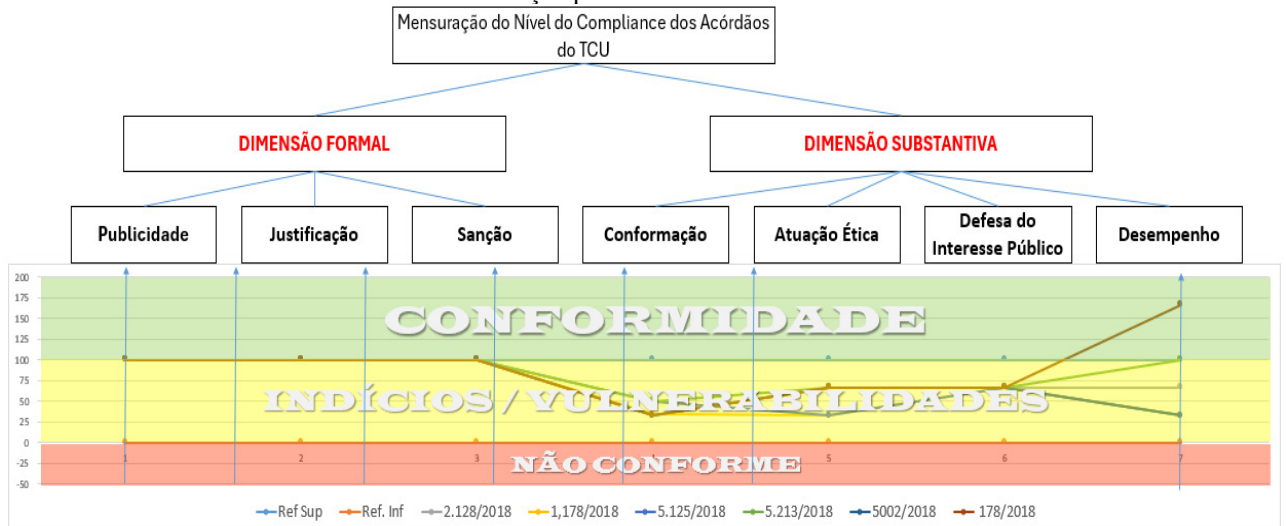 Mensuração do Nível do Compliance dos Acórdãos
do TCU
DIMENSÃO FORMAL
DIMENSÃO SUBSTANTIVA
Publicidade
Justificação
Sanção
Conformação
Atuação Ética
Defesa do
Interesse Público
Desempenho
200
175
150
125
100
75
50
25
0
-25
-50
CONFORMIDADE
INDÍCIOS / VULNERABILIDADES
NÃO CONFORME
1
2
3
5
6
7
Ref Sup
Ref. Inf
2.128/2018
1,178/2018
5.125/2018
5.213/2018
5002/2018
178/2018